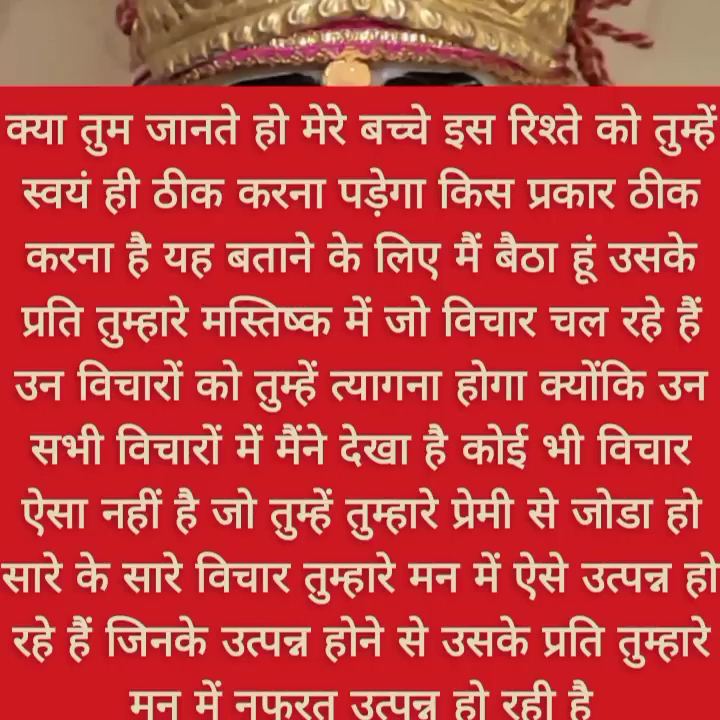 क्या तुम जानते हो मेरे बच्चे इस रिश्ते को तुम्हें
स्वयं ही ठीक करना पड़ेगा किस प्रकार ठीक
करना है यह बताने के लिए मैं बैठा हूं उसके
प्रति तुम्हारे मस्तिष्क में जो विचार चल रहे हैं
उन विचारों को तुम्हें त्यागना होगा क्योंकि उन
सभी विचारों में मैंने देखा है कोई भी विचार
ऐसा नहीं है जो तुम्हें तुम्हारे प्रेमी से जोडा हो
सारे के सारे विचार तुम्हारे मन में ऐसे उत्पन्न हो
रहे हैं जिनके उत्पन्न होने से उसके प्रति तुम्हारे
मन में नफरत उत्पन्न हो रही है